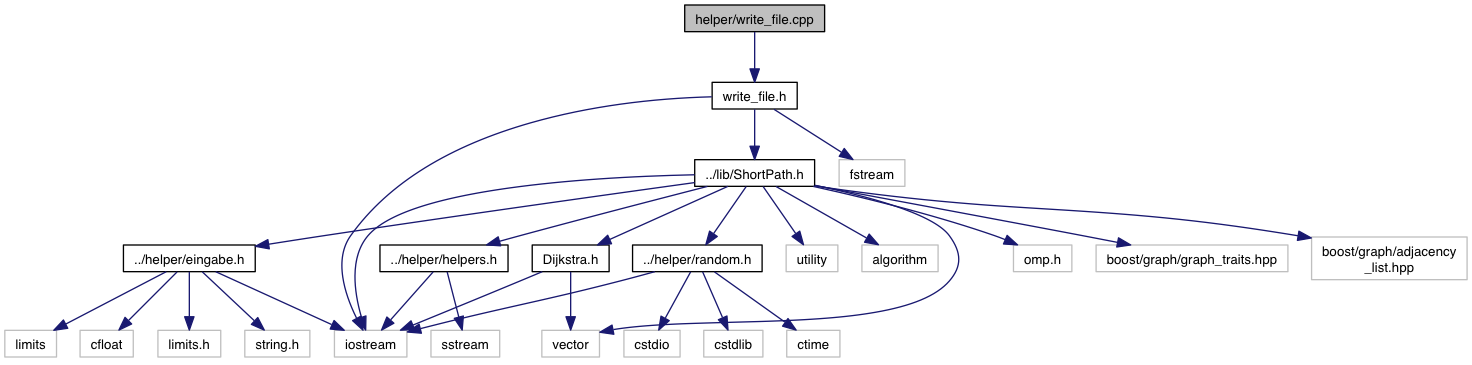 helper/write_file.cpp
write_file.h
../lib/ShortPath.h
fstream
../helper/eingabe.h
../helper/helpers.h
Dijkstra.h
../helper/random.h
utility
algorithm
omp.h
boost/graph/graph_traits.hpp
boost/graph/adjacency
_list.hpp
limits
cfloat
limits.h
string.h
iostream
sstream
vector
cstdio
cstdlib
ctime